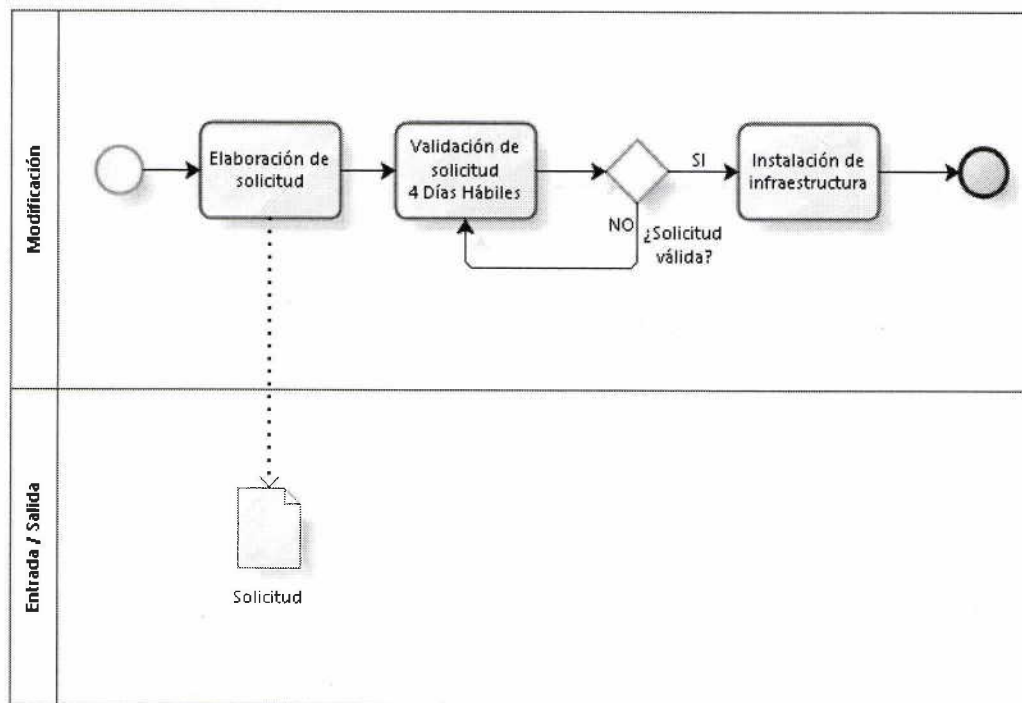 Modificación
Elaboración de
solicitud
Validación de
solicitud
4 Días Hábiles
SI
NO
¿Solicitud
válida?
Instalación de
infraestructura
Entrada / Salida
Solicitud